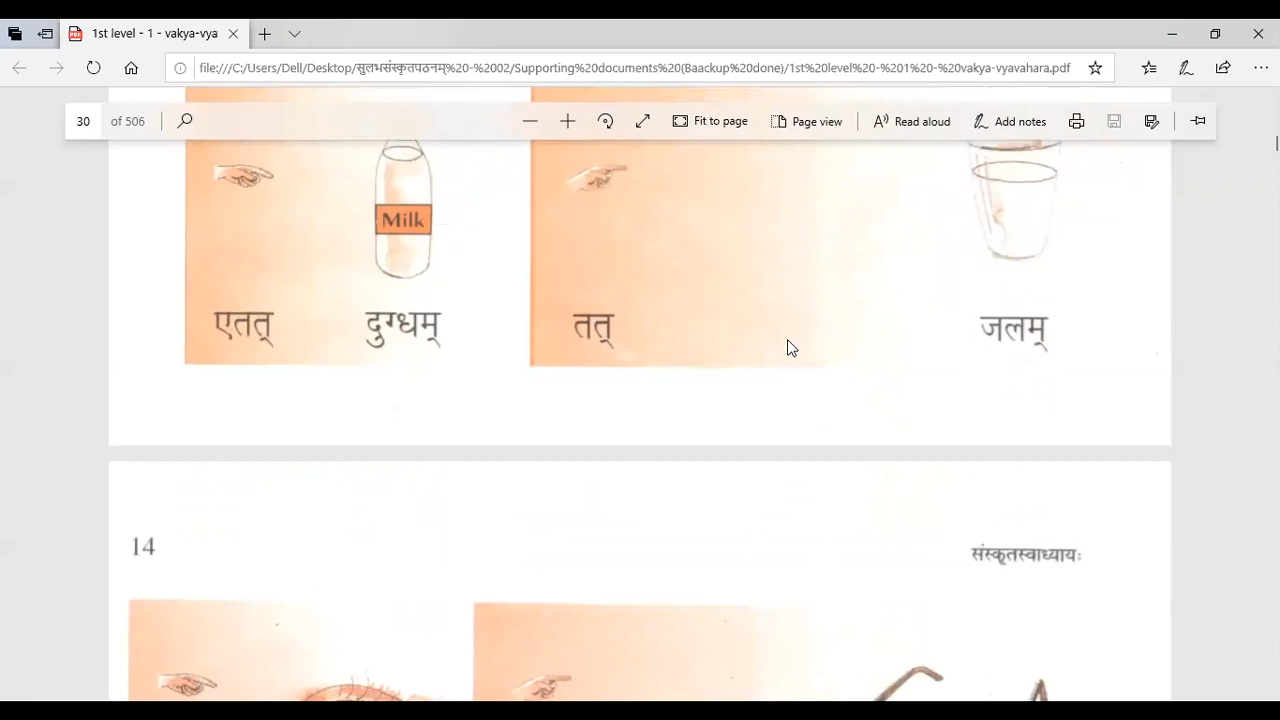 1st level - 1 - vakya-vya
file:///C:/Users/Dell/Desktop/सुलभसंस्कृतपठनम्%20-%2002/Supporting%20documents%20(Baackup%20done)/1st%20level%20-%201%20-%20vakya-vyavahara.pdf
30 of 506
Fit to page
Page view
Read aloud
Add notes
Milk
एतत् दुग्धम् तत् जलम्
14 संस्कृतस्वाध्यायः